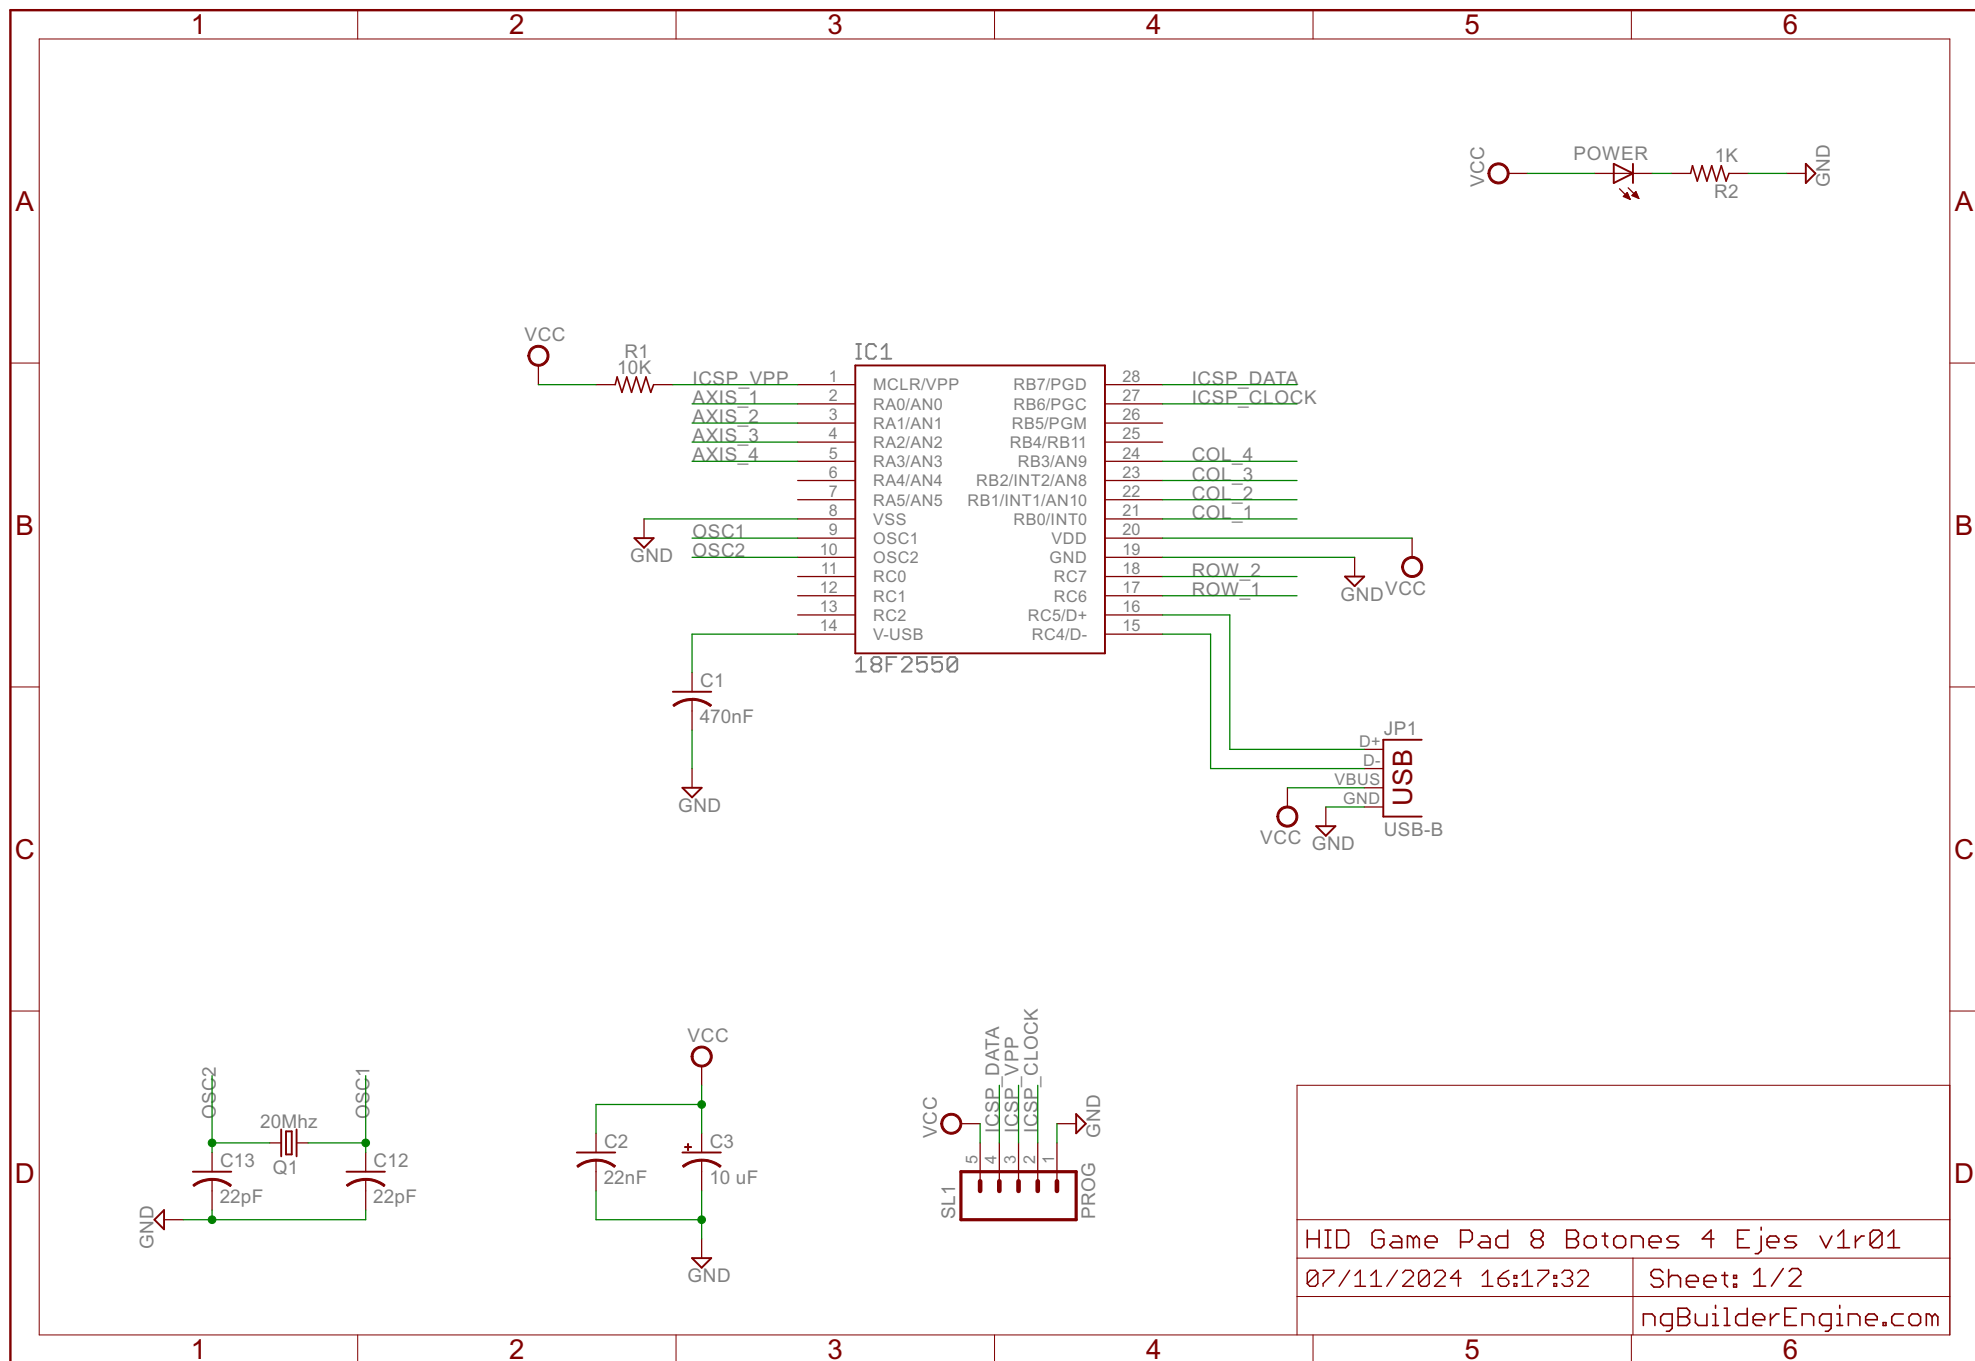 1 2 3 4 5 6
A A
VCC POWER 1K R2 GND
VCC
R1
10K
IC1
ICSP_VPP 1 MCLR/VPP RB7/PGD 28 ICSP_DATA
AXIS_1 2 RA0/AN0 RB6/PGC 27 ICSP_CLOCK
AXIS_2 3 RA1/AN1 RB5/PGM 26
AXIS_3 4 RA2/AN2 RB4/RB11 25
AXIS_4 5 RA3/AN3 RB3/AN9 24 COL_4
6 RA4/AN4 RB2/INT2/AN8 23 COL_3
7 RA5/AN5 RB1/INT1/AN10 22 COL_2
8 VSS RB0/INT0 21 COL_1
B B
OSC1 9 OSC1 VDD 20
GND OSC2 10 OSC2 GND 19
11 RC0 RC7 18 ROW_2
12 RC1 RC6 17 ROW_1 GND VCC
13 RC2 RC5/D+ 16
14 V-USB RC4/D- 15
18F2550
C1
470nF
GND
JP1
D+
D-
VBUS
GND
USB
USB-B
VCC GND
C C
OSC2 OSC1
20Mhz
Q1
C13
22pF
C12
22pF
GND
VCC
C2
22nF
C3
+
10 uF
GND
VCC ICSP_DATA ICSP_VPP ICSP_CLOCK GND
5 4 3 2 1
SL1 PROG
D D
HID Game Pad 8 Botones 4 Ejes v1r01
07/11/2024 16:17:32 Sheet: 1/2
ngBuilderEngine.com
1 2 3 4 5 6